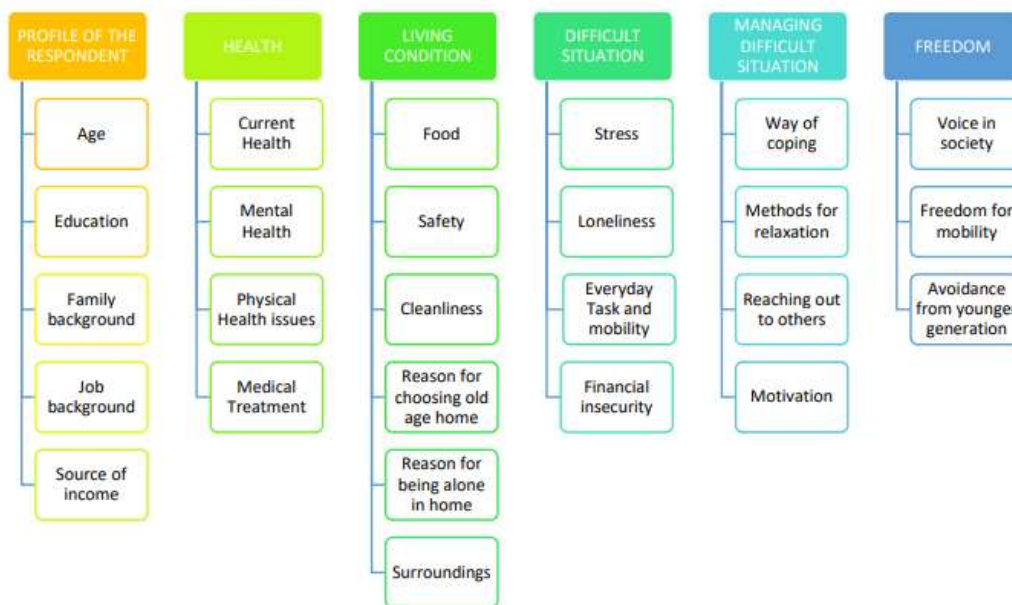 PROFILE OF THE
RESPONDENT
Age
Education
Family
background
Job
background
Source of
income
HEALTH
Current
Health
Mental
Health
Physical
Health issues
Medical
Treatment
LIVING
CONDITION
Food
Safety
Cleanliness
Reason for
choosing old
age home
Reason for
being alone
in home
Surroundings
DIFFICULT
SITUATION
Stress
Loneliness
Everyday
Task and
mobility
Financial
insecurity
MANAGING
DIFFICULT
SITUATION
Way of
coping
Methods for
relaxation
Reaching out
to others
Motivation
FREEDOM
Voice in
society
Freedom for
mobility
Avoidance
from younger
generation